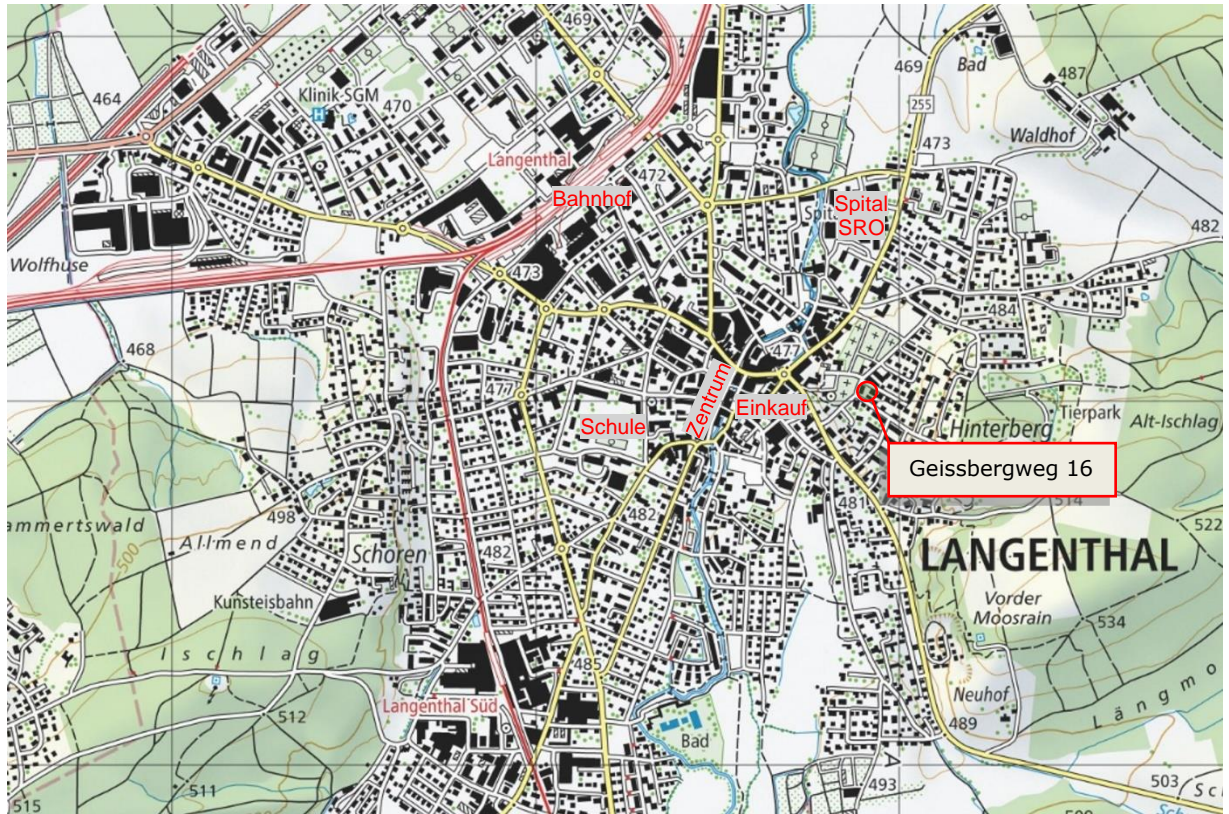 469
Bad
469
487
464
Klinik SGM
470
255
Waldhof
473
Langenthal
472
Bahnhof
Spital
SRO
482
Wolfhuse
473
484
468
477
477
Zentrum
Einkauf
Schule
Tierpark
Hinterberg
Alt-Ischlag
Geissbergweg 16
481
514
498
482
522
ammertswald
Allmend
500
Schoren
482
LANGENTHAL
Kunsteisbahn
Vorder
Moosrain
534
Ischlag
485
Langenthal Süd
Neuhof
Längmo
512
489
Bad
511
493
503
515